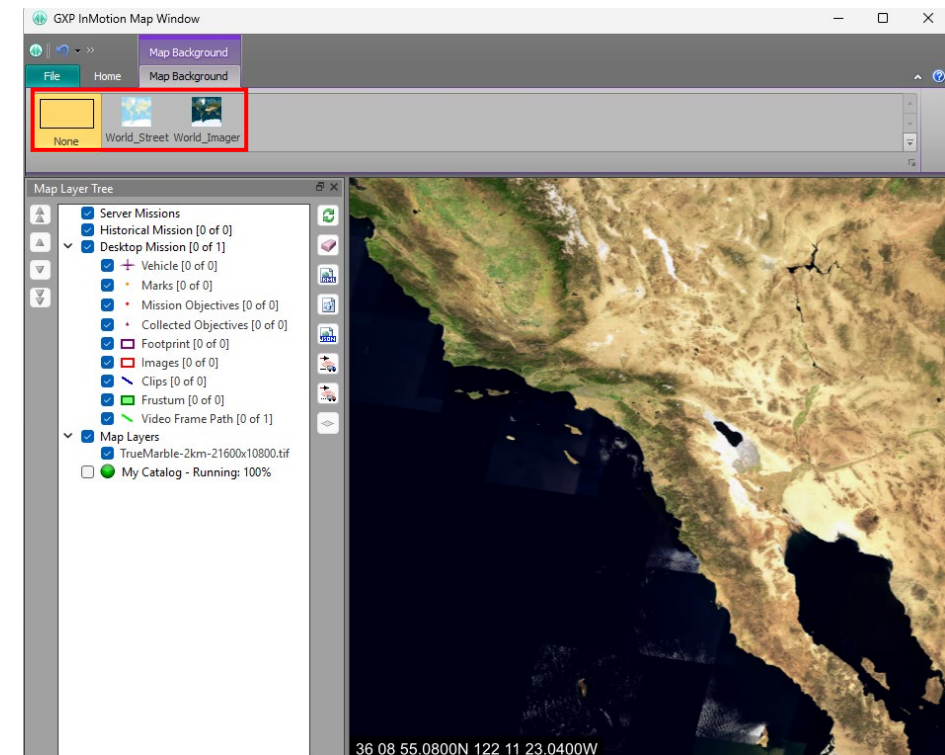 GXP InMotion Map Window
Map Background
File Home Map Background
None World_Street World_Imager
Map Layer Tree
Server Missions
Historical Mission [0 of 0]
Desktop Mission [0 of 1]
Vehicle [0 of 0]
Marks [0 of 0]
Mission Objectives [0 of 0]
Collected Objectives [0 of 0]
Footprint [0 of 0]
Images [0 of 0]
Clips [0 of 0]
Frustum [0 of 0]
Video Frame Path [0 of 1]
Map Layers
TrueMarble-2km-21600x10800.tif
My Catalog - Running: 100%
KML
JSON
36 08 55.0800N 122 11 23.0400W